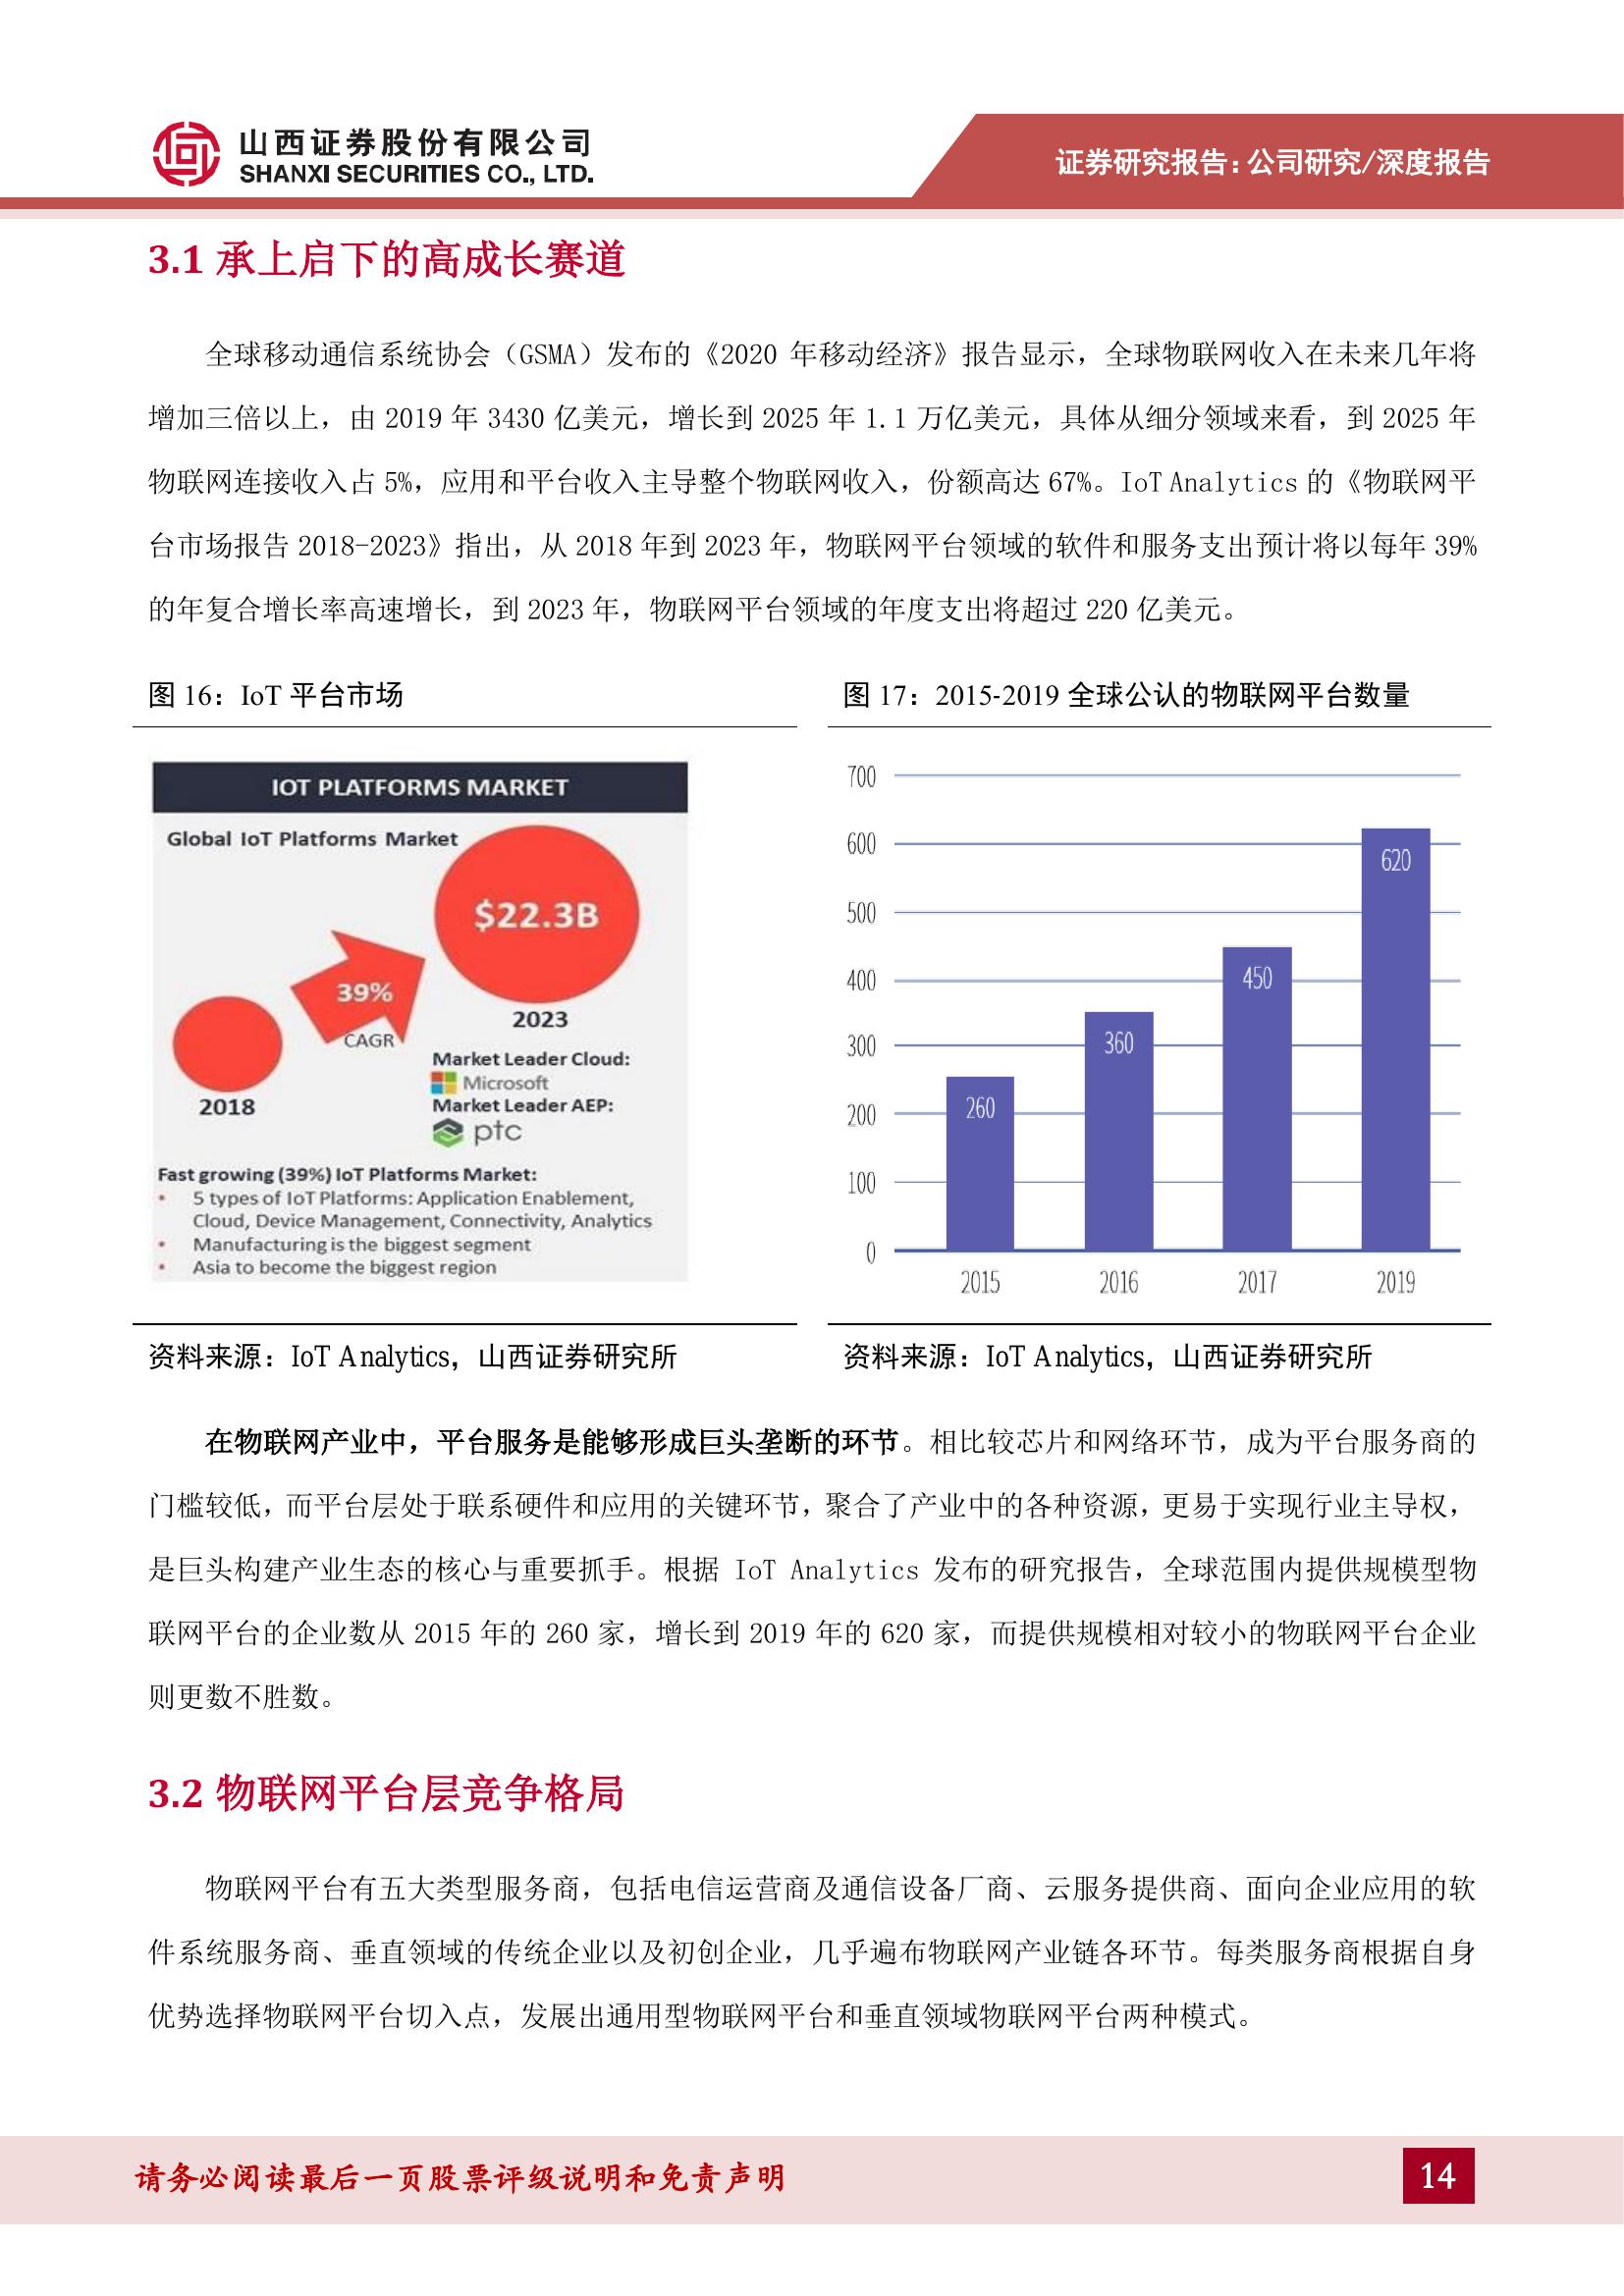 山西证券股份有限公司
SHANXI SECURITIES CO., LTD.
证券研究报告：公司研究/深度报告
3.1 承上启下的高成长赛道
全球移动通信系统协会（GSMA）发布的《2020 年移动经济》报告显示，全球物联网收入在未来几年将
增加三倍以上，由 2019 年 3430 亿美元，增长到 2025 年 1.1 万亿美元，具体从细分领域来看，到 2025 年
物联网连接收入占 5%，应用和平台收入主导整个物联网收入，份额高达 67%。IoT Analytics 的《物联网平
台市场报告 2018-2023》指出，从 2018 年到 2023 年，物联网平台领域的软件和服务支出预计将以每年 39%
的年复合增长率高速增长，到 2023 年，物联网平台领域的年度支出将超过 220 亿美元。
图 16：IoT 平台市场
IOT PLATFORMS MARKET
Global IoT Platforms Market
$22.3B
39%
CAGR
2023
2018
Market Leader Cloud:
Microsoft
Market Leader AEP:
ptc
Fast growing (39%) IoT Platforms Market:
• 5 types of IoT Platforms: Application Enablement,
Cloud, Device Management, Connectivity, Analytics
• Manufacturing is the biggest segment
• Asia to become the biggest region
资料来源：IoT Analytics，山西证券研究所
图 17：2015-2019 全球公认的物联网平台数量
700
600
500
400
300
200
100
0
260
360
450
620
2015
2016
2017
2019
资料来源：IoT Analytics，山西证券研究所
在物联网产业中，平台服务是能够形成巨头垄断的环节。相比较芯片和网络环节，成为平台服务商的
门槛较低，而平台层处于联系硬件和应用的关键环节，聚合了产业中的各种资源，更易于实现行业主导权，
是巨头构建产业生态的核心与重要抓手。根据 IoT Analytics 发布的研究报告，全球范围内提供规模型物
联网平台的企业数从 2015 年的 260 家，增长到 2019 年的 620 家，而提供规模相对较小的物联网平台企业
则更数不胜数。
3.2 物联网平台层竞争格局
物联网平台有五大类型服务商，包括电信运营商及通信设备厂商、云服务提供商、面向企业应用的软
件系统服务商、垂直领域的传统企业以及初创企业，几乎遍布物联网产业链各环节。每类服务商根据自身
优势选择物联网平台切入点，发展出通用型物联网平台和垂直领域物联网平台两种模式。
请务必阅读最后一页股票评级说明和免责声明
14